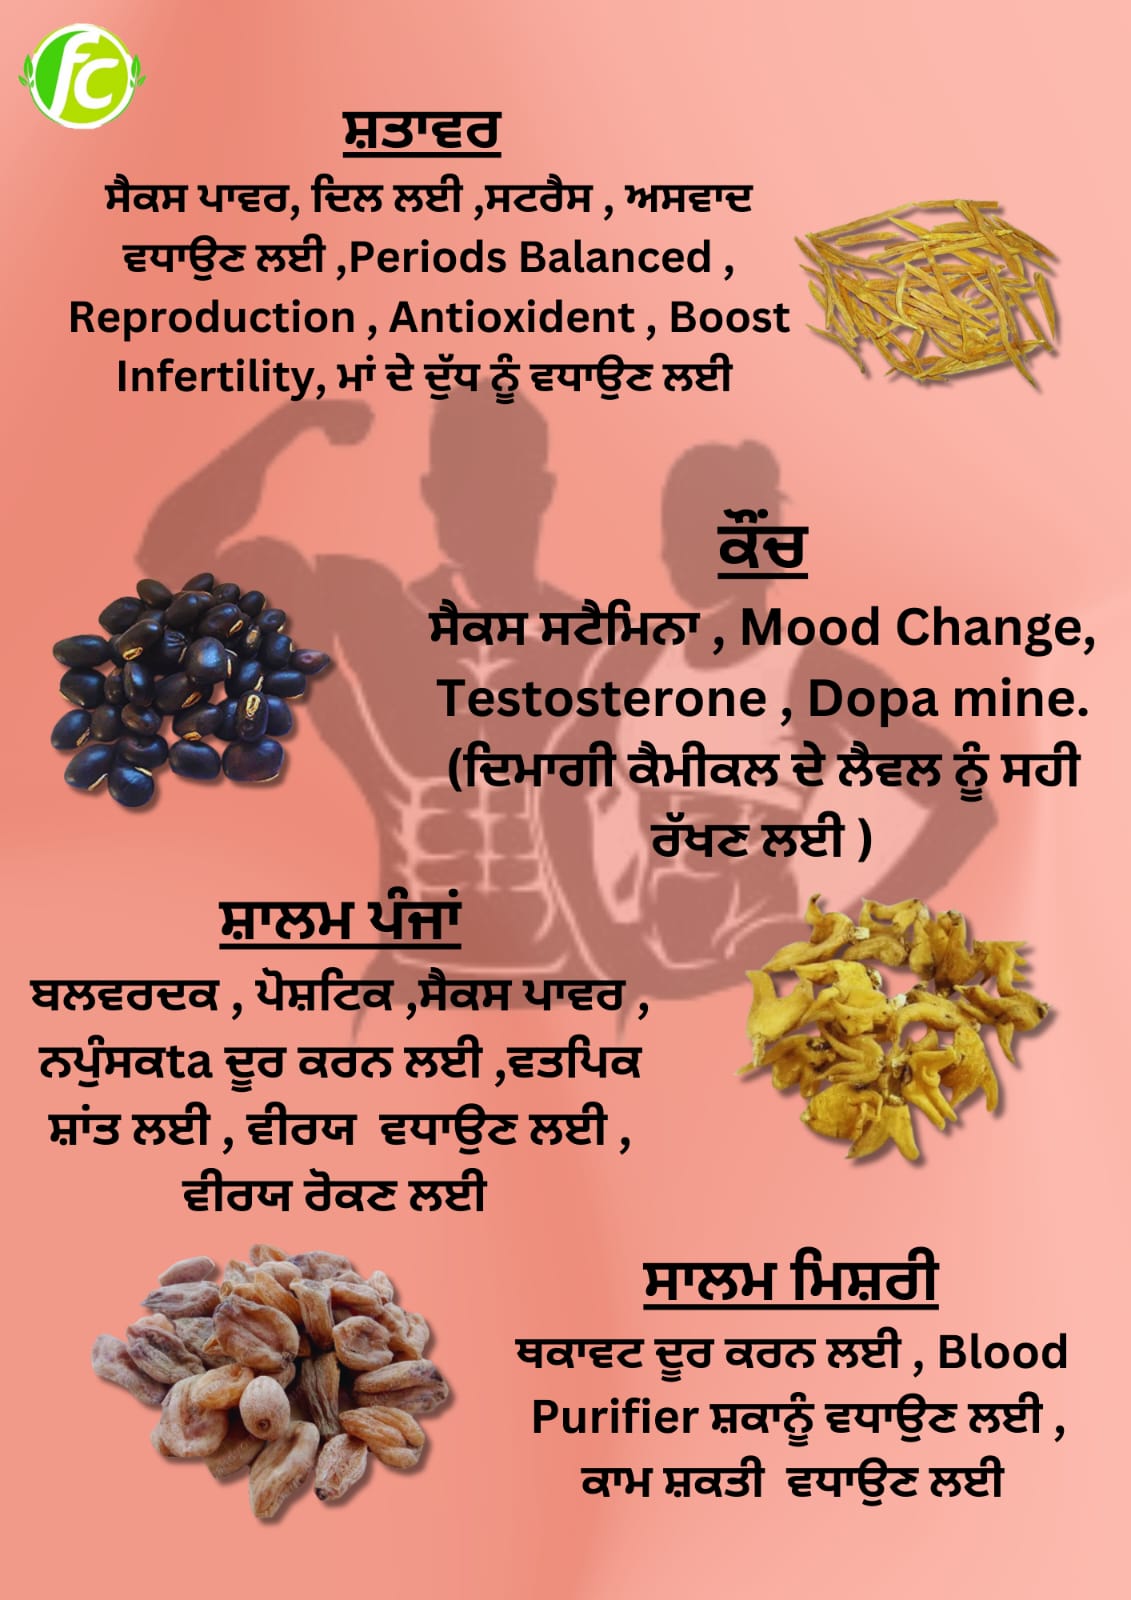 fc
ਸ਼ਤਾਵਰ
ਸੈਕਸ ਪਾਵਰ, ਦਿਲ ਲਈ ,ਸਟਰੈਸ , ਅਸਵਾਦ
ਵਧਾਉਣ ਲਈ ,Periods Balanced ,
Reproduction , Antioxident , Boost
Infertility, ਮਾਂ ਦੇ ਦੁੱਧ ਨੂੰ ਵਧਾਉਣ ਲਈ
ਕੌਂਚ
ਸੈਕਸ ਸਟੈਮਿਨਾ , Mood Change,
Testosterone , Dopa mine.
(ਦਿਮਾਗੀ ਕੈਮੀਕਲ ਦੇ ਲੈਵਲ ਨੂੰ ਸਹੀ
ਰੱਖਣ ਲਈ )
ਸ਼ਾਲਮ ਪੰਜਾਂ
ਬਲਵਰਦਕ , ਪੋਸ਼ਟਿਕ ,ਸੈਕਸ ਪਾਵਰ ,
ਨਪੁੰਸਕta ਦੂਰ ਕਰਨ ਲਈ ,ਵਤਪਿਕ
ਸ਼ਾਂਤ ਲਈ , ਵੀਰਯ  ਵਧਾਉਣ ਲਈ ,
ਵੀਰਯ ਰੋਕਣ ਲਈ
ਸਾਲਮ ਮਿਸ਼ਰੀ
ਥਕਾਵਟ ਦੂਰ ਕਰਨ ਲਈ , Blood
Purifier ਸ਼ਕਾਨੂੰ ਵਧਾਉਣ ਲਈ ,
ਕਾਮ ਸ਼ਕਤੀ  ਵਧਾਉਣ ਲਈ